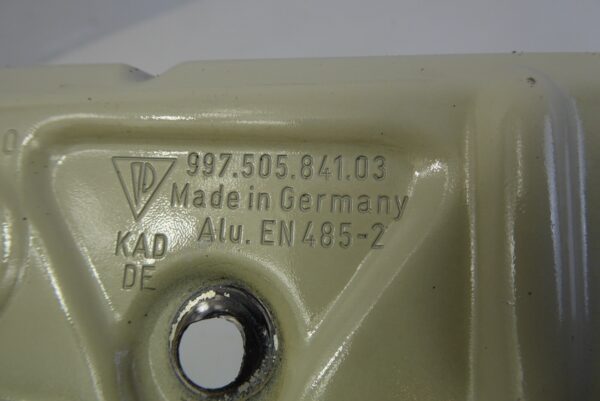 997.505.841.03
Made in Germany
Alu. EN 485-2
KAD
DE